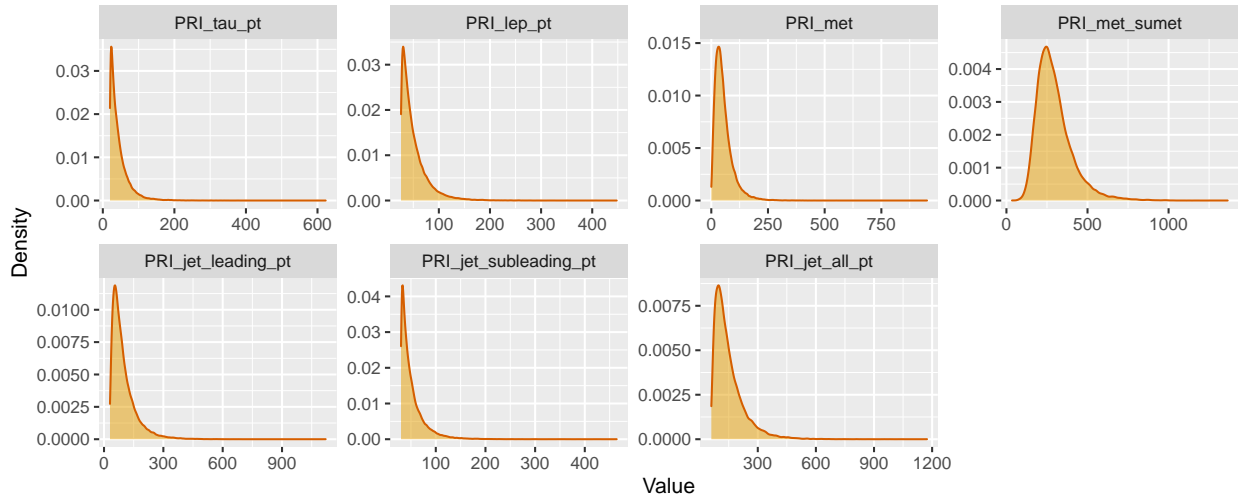 PRI_tau_pt
PRI_lep_pt
PRI_met
PRI_met_sumet
0.03
0.02
0.01
0.00
0 200 400 600
0.03
0.02
0.01
0.00
100 200 300 400
0.015
0.010
0.005
0.000
0 250 500 750
0.004
0.003
0.002
0.001
0.000
0 500 1000
PRI_jet_leading_pt
PRI_jet_subleading_pt
PRI_jet_all_pt
0.0100
0.0075
0.0050
0.0025
0.0000
0 300 600 900
0.04
0.03
0.02
0.01
0.00
100 200 300 400
0.0075
0.0050
0.0025
0.0000
300 600 900 1200
Density
Value